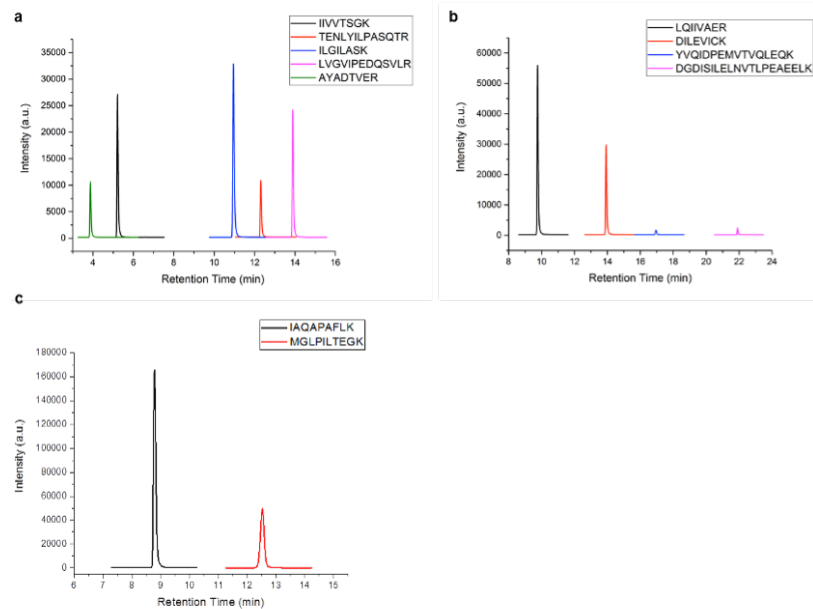 a
IIVVTSGK
TENLYILPASQTR
ILGILASK
LVGVIPEDQSVLR
AYADTVER
35000
30000
25000
20000
15000
10000
5000
0
Intensity (a.u.)
4 6 8 10 12 14 16
Retention Time (min)
b
LQIIVAER
DILEVICK
YVQIDPEMVTVQLEQK
DGDISILELNVTLPEAEELK
60000
50000
40000
30000
20000
10000
0
Intensity (a.u.)
8 10 12 14 16 18 20 22 24
Retention Time (min)
c
IAQAPAFLK
MGLPILTEGK
180000
160000
140000
120000
100000
80000
60000
40000
20000
0
Intensity (a.u.)
6 7 8 9 10 11 12 13 14 15
Retention Time (min)